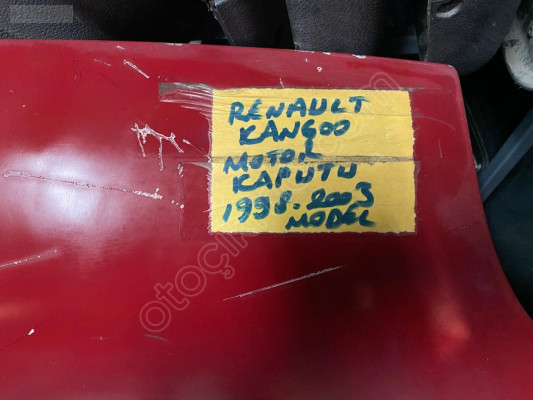 RENAULT
KANGOO
MOTOR
KAPUTU
1998.2003
MODEL